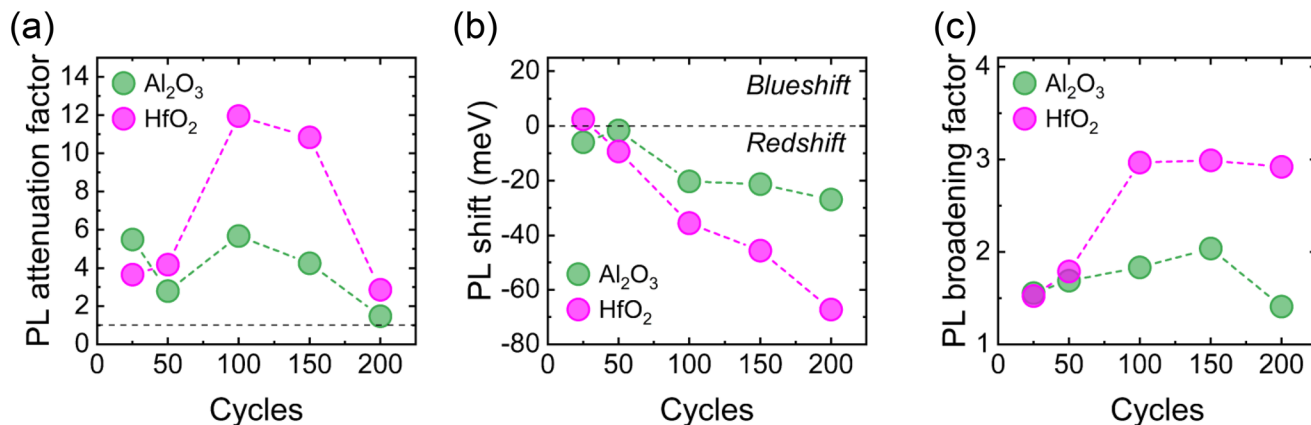 (a)
PL attenuation factor
14
12
10
8
6
4
2
0
Al₂O₃
HfO₂
0 50 100 150 200
Cycles
(b)
PL shift (meV)
20
0
-20
-40
-60
-80
Blueshift
Redshift
Al₂O₃
HfO₂
0 50 100 150 200
Cycles
(c)
PL broadening factor
4
3
2
1
Al₂O₃
HfO₂
0 50 100 150 200
Cycles